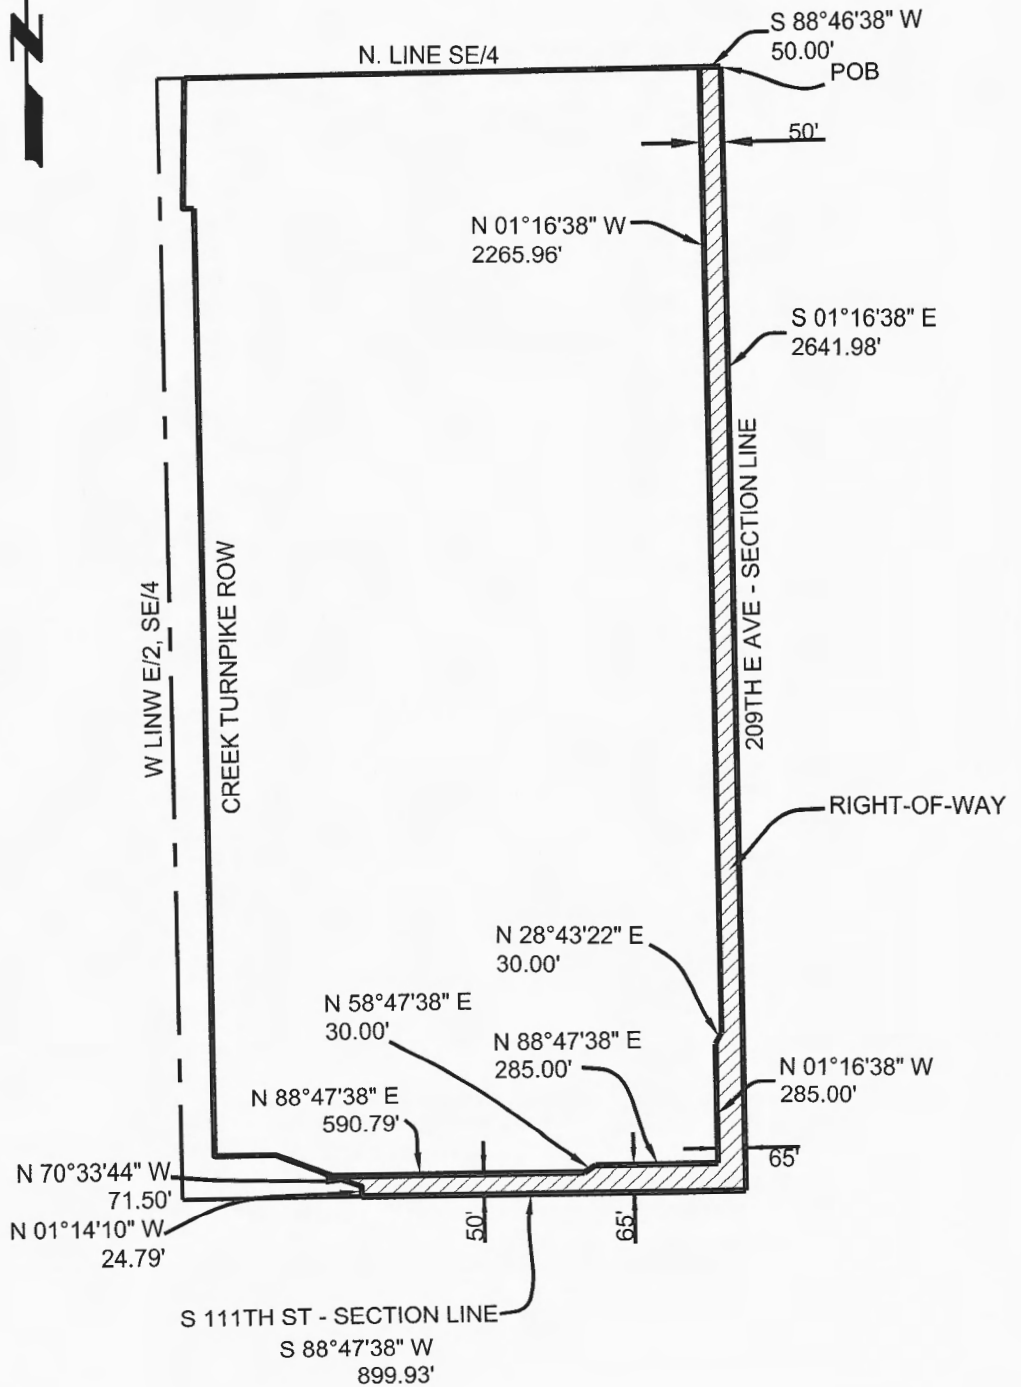 N
S 88°46'38" W
50.00'
N. LINE SE/4
POB
50'
N 01°16'38" W
2265.96'
S 01°16'38" E
2641.98'
209TH E AVE - SECTION LINE
W LINW E/2, SE/4
CREEK TURNPIKE ROW
RIGHT-OF-WAY
N 28°43'22" E
30.00'
N 58°47'38" E
30.00'
N 88°47'38" E
285.00'
N 01°16'38" W
285.00'
N 88°47'38" E
590.79'
65'
N 70°33'44" W
71.50'
N 01°14'10" W
24.79'
50'
65'
S 111TH ST - SECTION LINE
S 88°47'38" W
899.93'